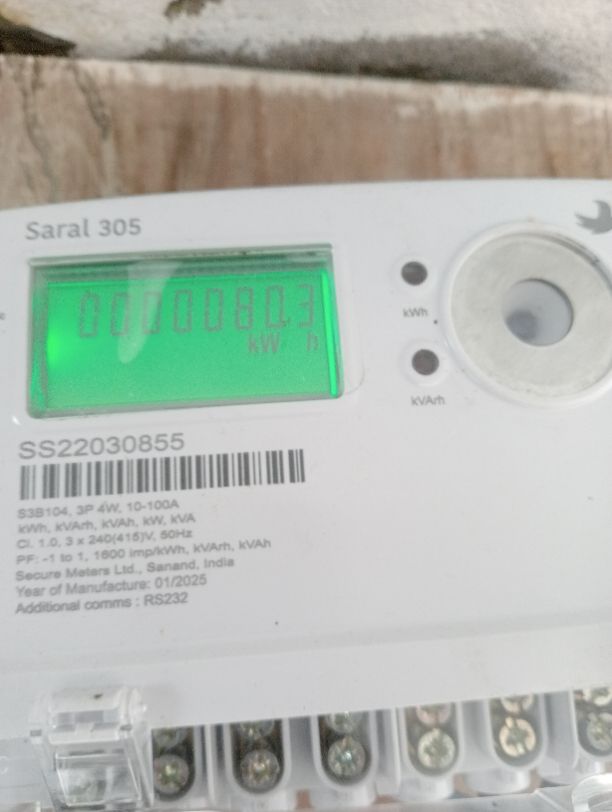 Saral 305
00000080.3
kW h
kWh
kVArh
SS22030855
S3B104, 3P 4W, 10-100A
kWh, kVArh, kVAh, kW, kVA
Cl. 1.0, 3 x 240(415)V, 50Hz
PF: -1 to 1, 1600 imp/kWh, kVArh, kVAh
Secure Meters Ltd., Sanand, India
Year of Manufacture: 01/2025
Additional comms : RS232